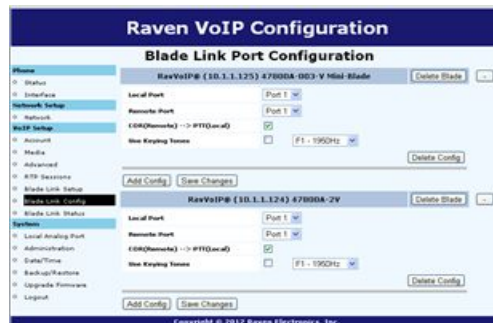 Raven VoIP Configuration
Blade Link Port Configuration
Phone
Status
Interface
Network Setup
Network
VoIP Setup
Account
Media
Advanced
RTP Sessions
Blade Link Setup
Blade Link Config
Blade Link Status
System
Local Analog Port
Administration
Date/Time
Backup/Restore
Upgrade Firmware
Logout
RavVoIP@ (10.1.1.125) 47800A-003-V Mini-Blade
Delete Blade
-
Local Port
Port 1
Remote Port
Port 1
COR(Remote) --> PTT(Local)
Use Keying Tones
F1 - 1950Hz
Delete Config
Add Config
Save Changes
RavVoIP@ (10.1.1.124) 47800A-2V
Delete Blade
-
Local Port
Port 1
Remote Port
Port 1
COR(Remote) --> PTT(Local)
Use Keying Tones
F1 - 1950Hz
Delete Config
Add Config
Save Changes
Copyright © 2012 Raven Electronics, Inc.